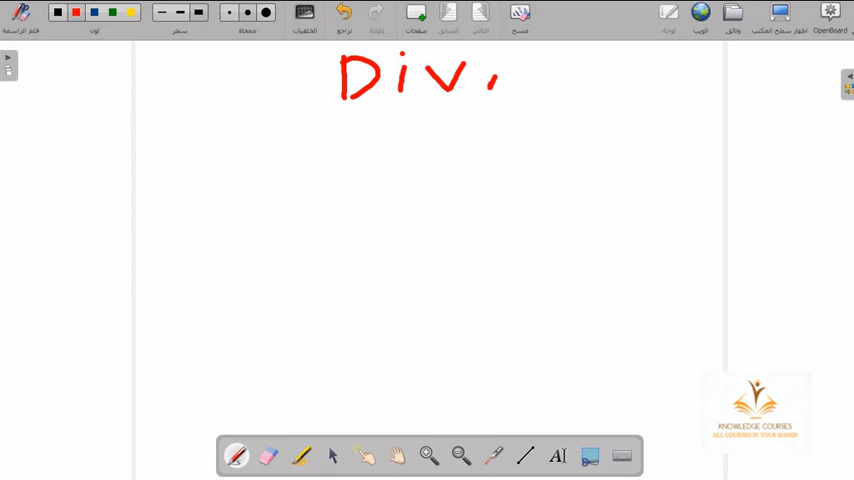 قلم الراسمة
لون
سطر
ممحاة
الخلفيات
تراجع
إعادة
صفحات
السابق
التالي
مسح
لوحة
الويب
وثائق
اظهار سطح المكتب
OpenBoard
Div
A
KNOWLEDGE COURSES
ALL COURSES IN YOUR HANDS